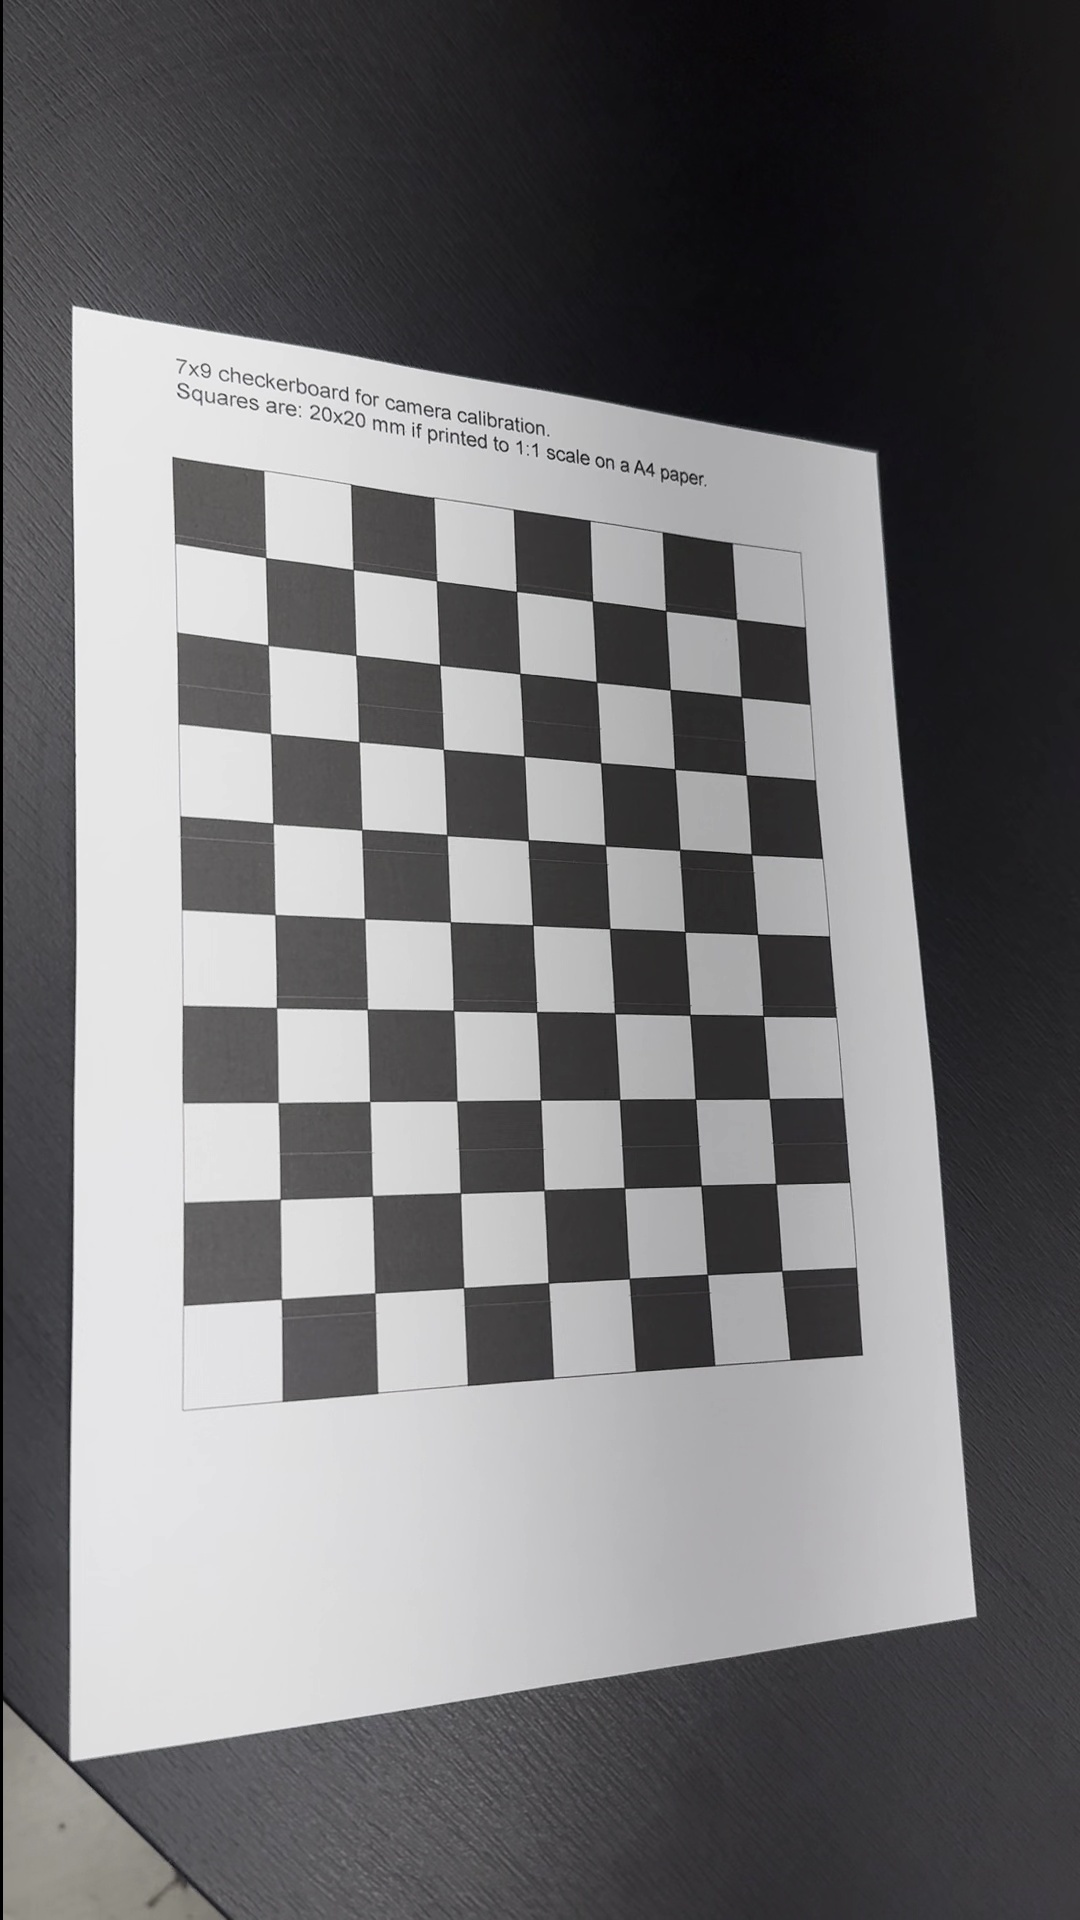 7x9 checkerboard for camera calibration.
Squares are: 20x20 mm if printed to 1:1 scale on a A4 paper.